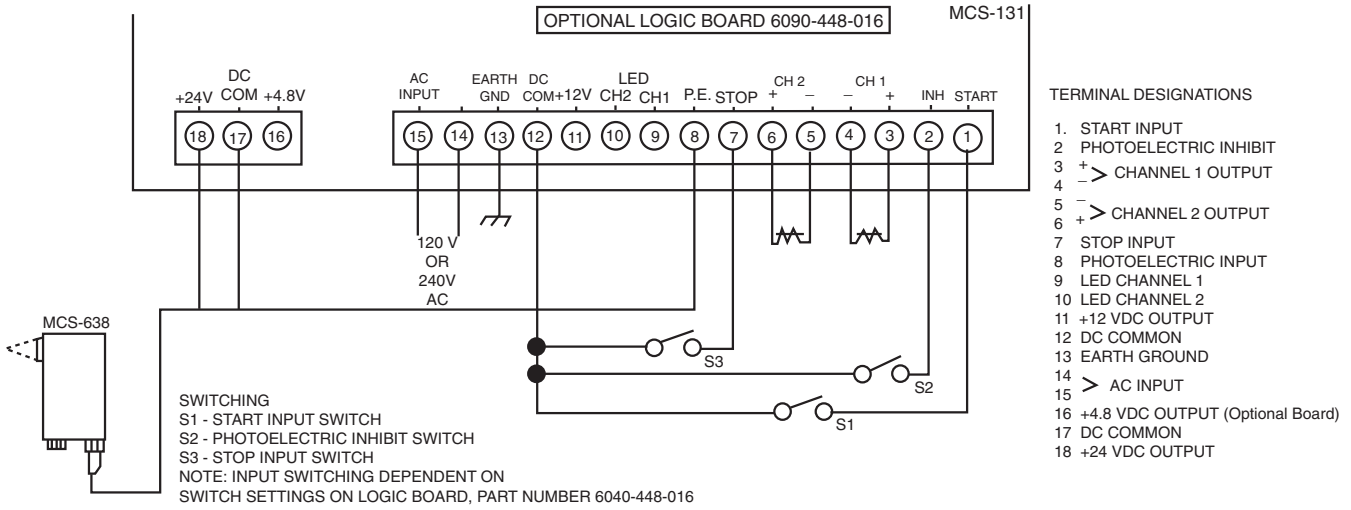 OPTIONAL LOGIC BOARD 6090-448-016
MCS-131
+24V
DC
COM
+4.8V
AC
INPUT
EARTH
GND
DC
COM
+12V
LED
CH2
CH1
P.E.
STOP
CH 2
+ –
CH 1
– +
INH
START
18 17 16
15 14 13 12 11 10 9 8 7 6 5 4 3 2 1
120 V
OR
240V
AC
MCS-638
S3
S2
S1
SWITCHING
S1 - START INPUT SWITCH
S2 - PHOTOELECTRIC INHIBIT SWITCH
S3 - STOP INPUT SWITCH
NOTE: INPUT SWITCHING DEPENDENT ON
SWITCH SETTINGS ON LOGIC BOARD, PART NUMBER 6040-448-016
TERMINAL DESIGNATIONS
1. START INPUT
2 PHOTOELECTRIC INHIBIT
3 +
4 – > CHANNEL 1 OUTPUT
5 –
6 + > CHANNEL 2 OUTPUT
7 STOP INPUT
8 PHOTOELECTRIC INPUT
9 LED CHANNEL 1
10 LED CHANNEL 2
11 +12 VDC OUTPUT
12 DC COMMON
13 EARTH GROUND
14
15 > AC INPUT
16 +4.8 VDC OUTPUT (Optional Board)
17 DC COMMON
18 +24 VDC OUTPUT